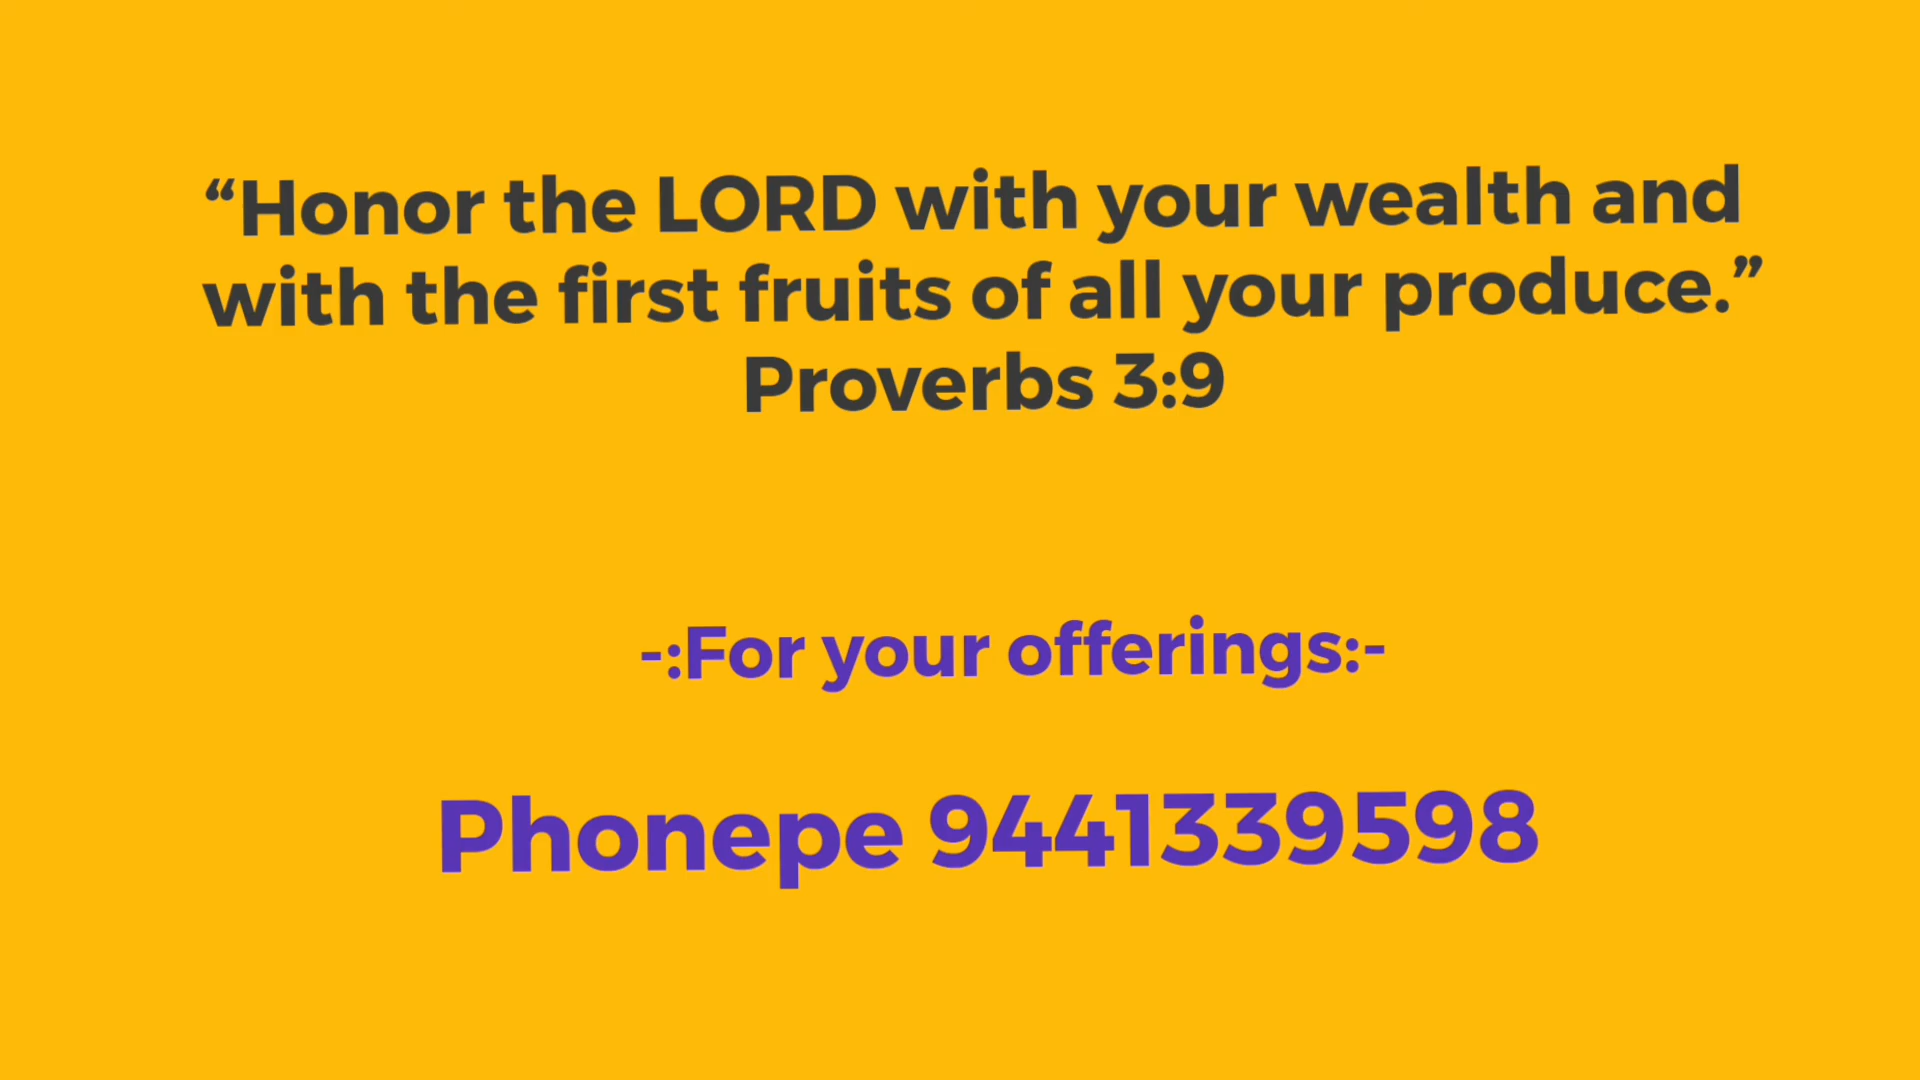 “Honor the LORD with your wealth and
with the first fruits of all your produce.”
Proverbs 3:9
-:For your offerings:-
Phonepe 9441339598